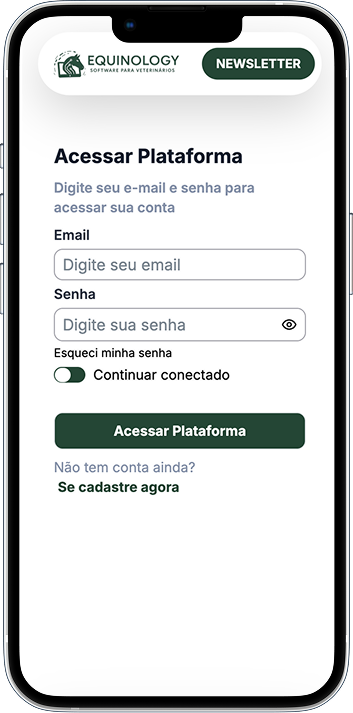 EQUINOLOGY
SOFTWARE PARA VETERINÁRIOS
NEWSLETTER
Acessar Plataforma
Digite seu e-mail e senha para
acessar sua conta
Email
Digite seu email
Senha
Digite sua senha
Esqueci minha senha
Continuar conectado
Acessar Plataforma
Não tem conta ainda?
Se cadastre agora